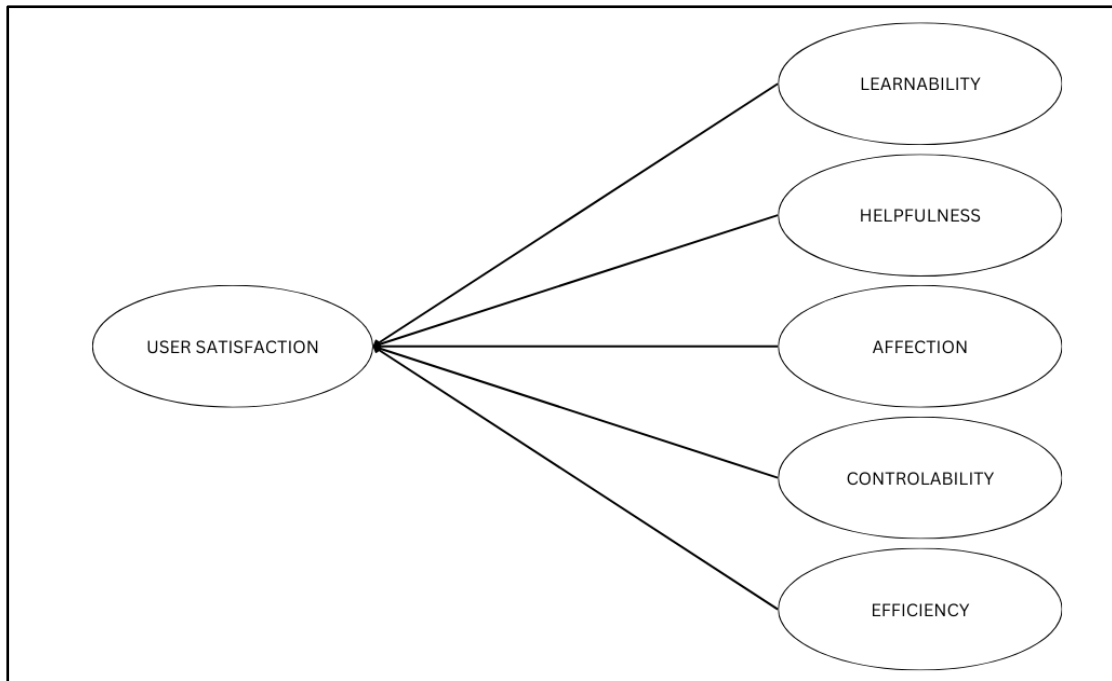 LEARNABILITY
HELPFULNESS
USER SATISFACTION
AFFECTION
CONTROLABILITY
EFFICIENCY